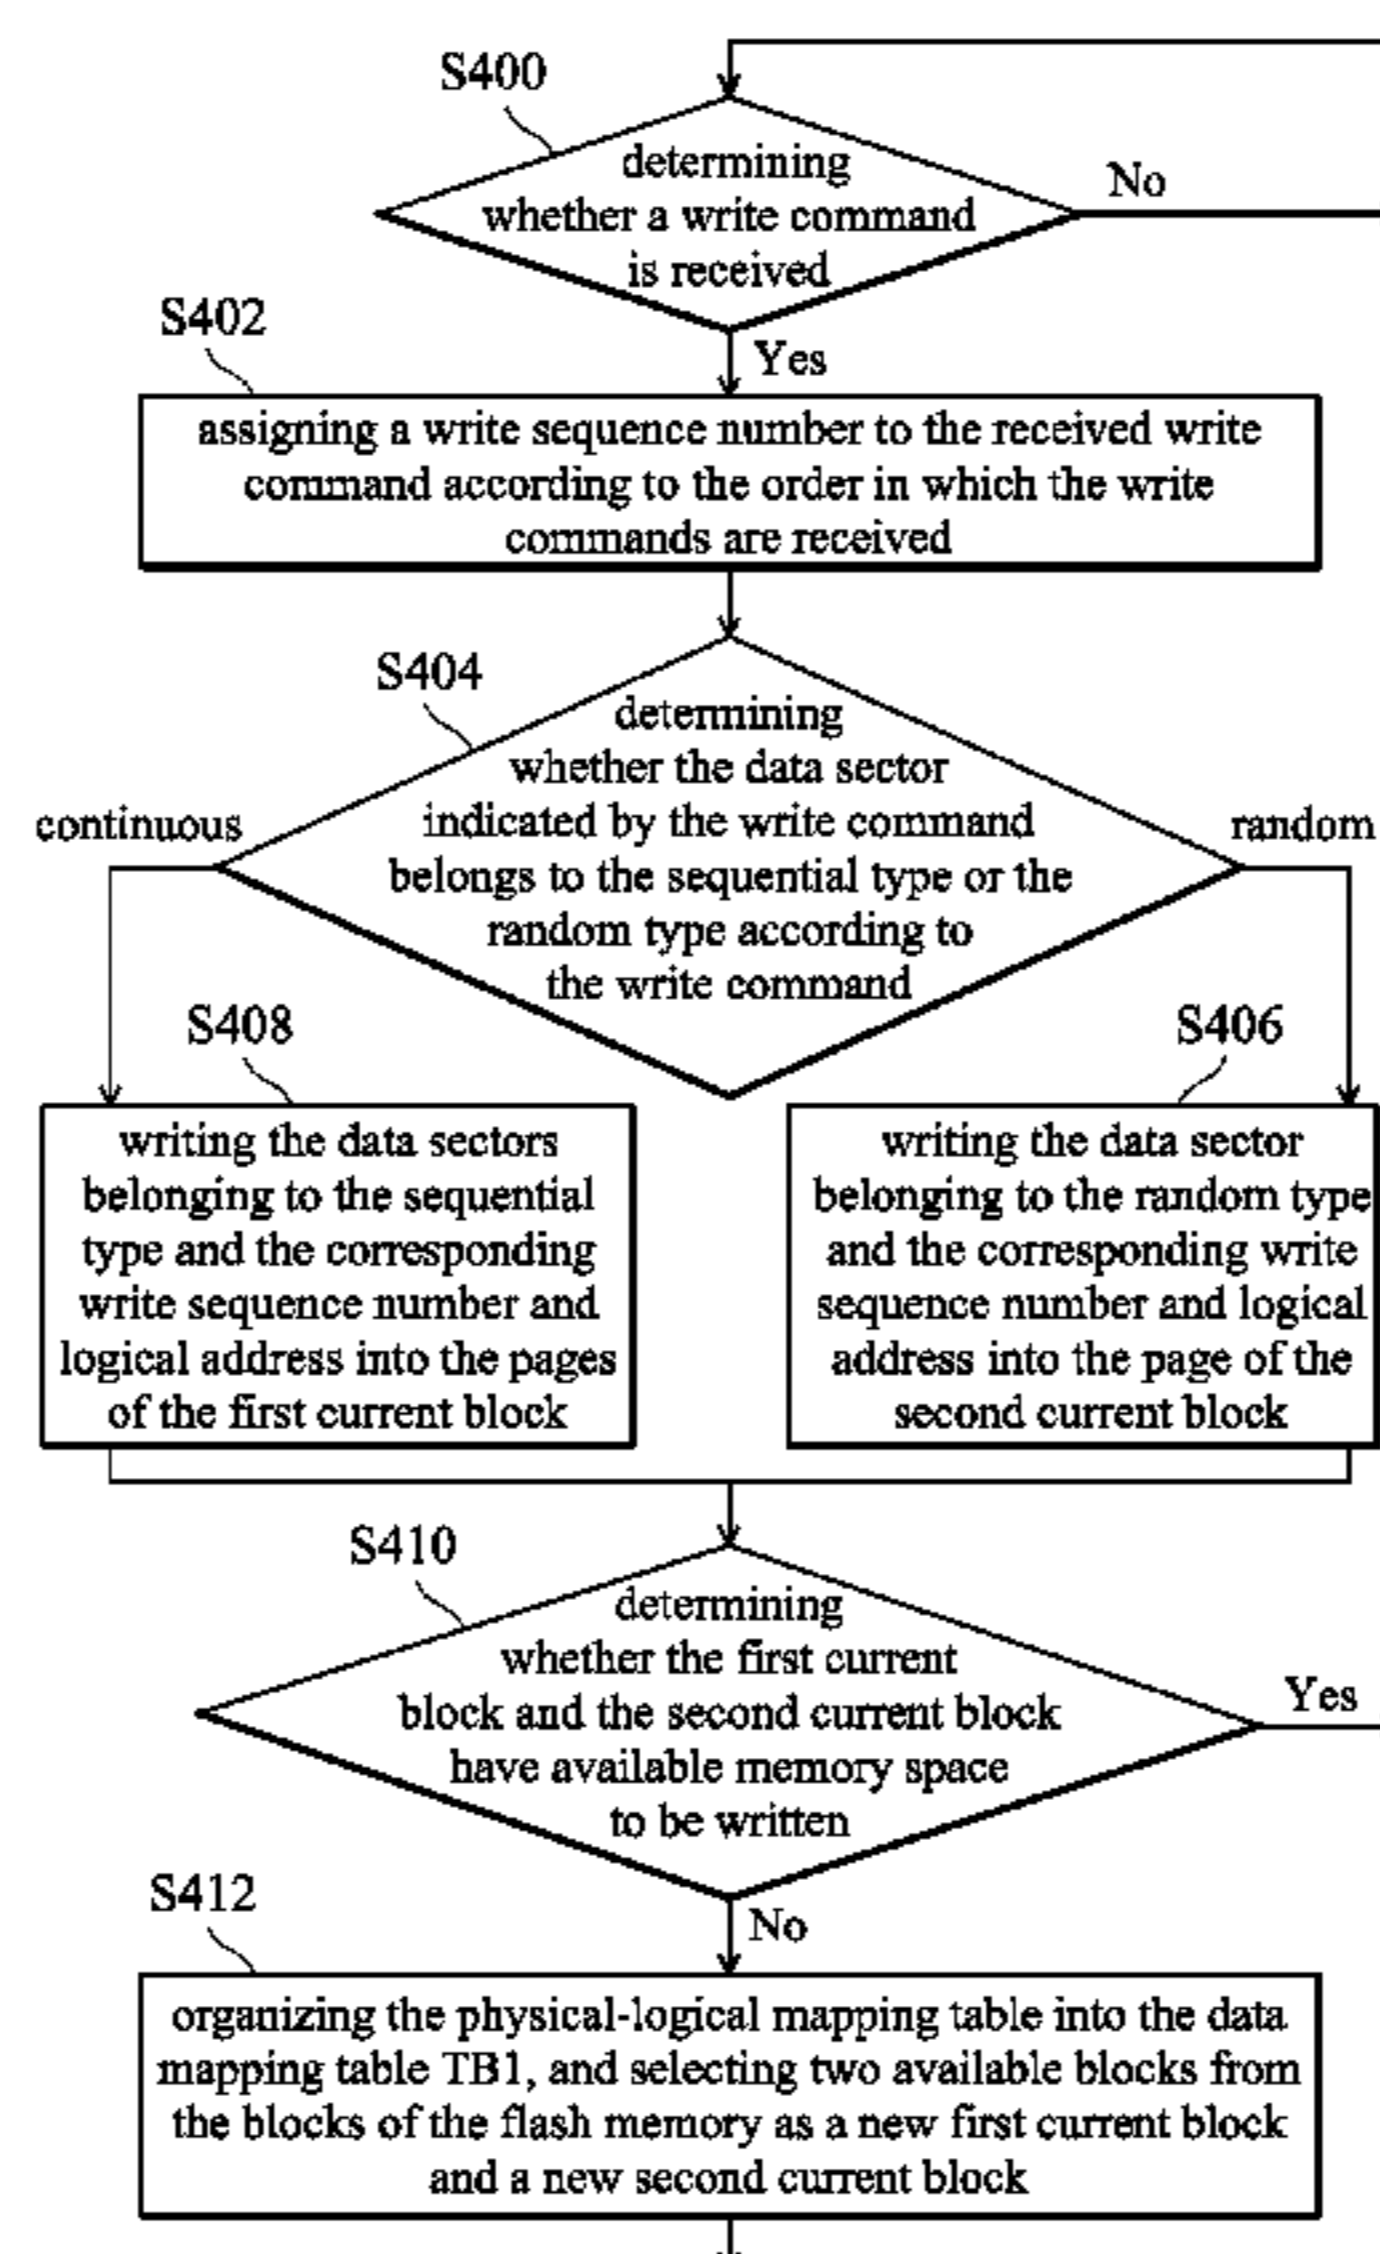 S400
determining
whether a write command
is received
No
Yes
S402
assigning a write sequence number to the received write
command according to the order in which the write
commands are received
S404
determining
whether the data sector
indicated by the write command
belongs to the sequential type or the
random type according to
the write command
continuous
random
S408
writing the data sectors
belonging to the sequential
type and the corresponding
write sequence number and
logical address into the pages
of the first current block
S406
writing the data sector
belonging to the random type
and the corresponding write
sequence number and logical
address into the page of the
second current block
S410
determining
whether the first current
block and the second current block
have available memory space
to be written
Yes
No
S412
organizing the physical-logical mapping table into the data
mapping table TB1, and selecting two available blocks from
the blocks of the flash memory as a new first current block
and a new second current block